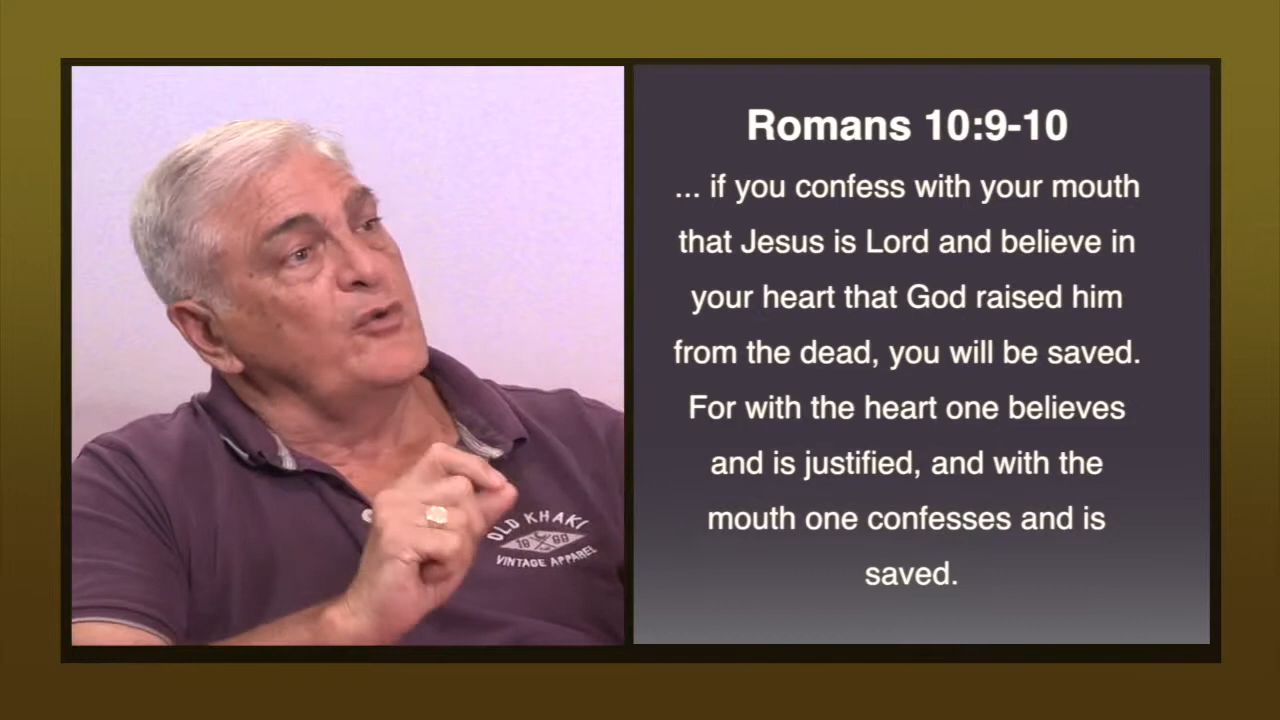 Romans 10:9-10
... if you confess with your mouth
that Jesus is Lord and believe in
your heart that God raised him
from the dead, you will be saved.
For with the heart one believes
and is justified, and with the
mouth one confesses and is
saved.
OLD KHAKI
1999
VINTAGE APPAREL